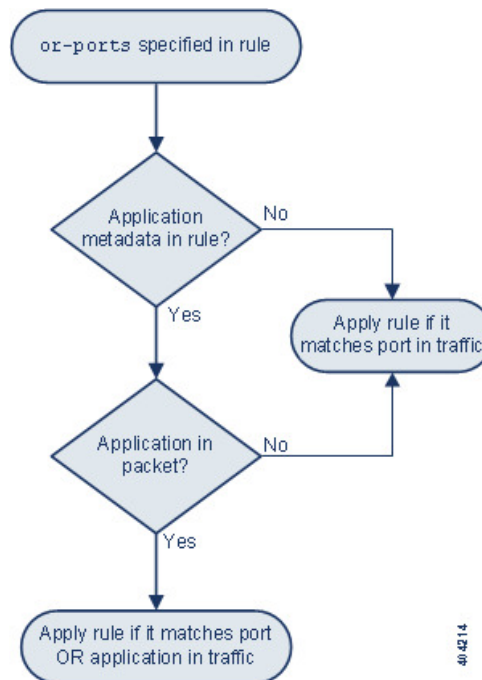 or-ports specified in rule
Application
metadata in rule?
No
Yes
Apply rule if it
matches port in traffic
Application in
packet?
No
Yes
Apply rule if it matches port
OR application in traffic
404214